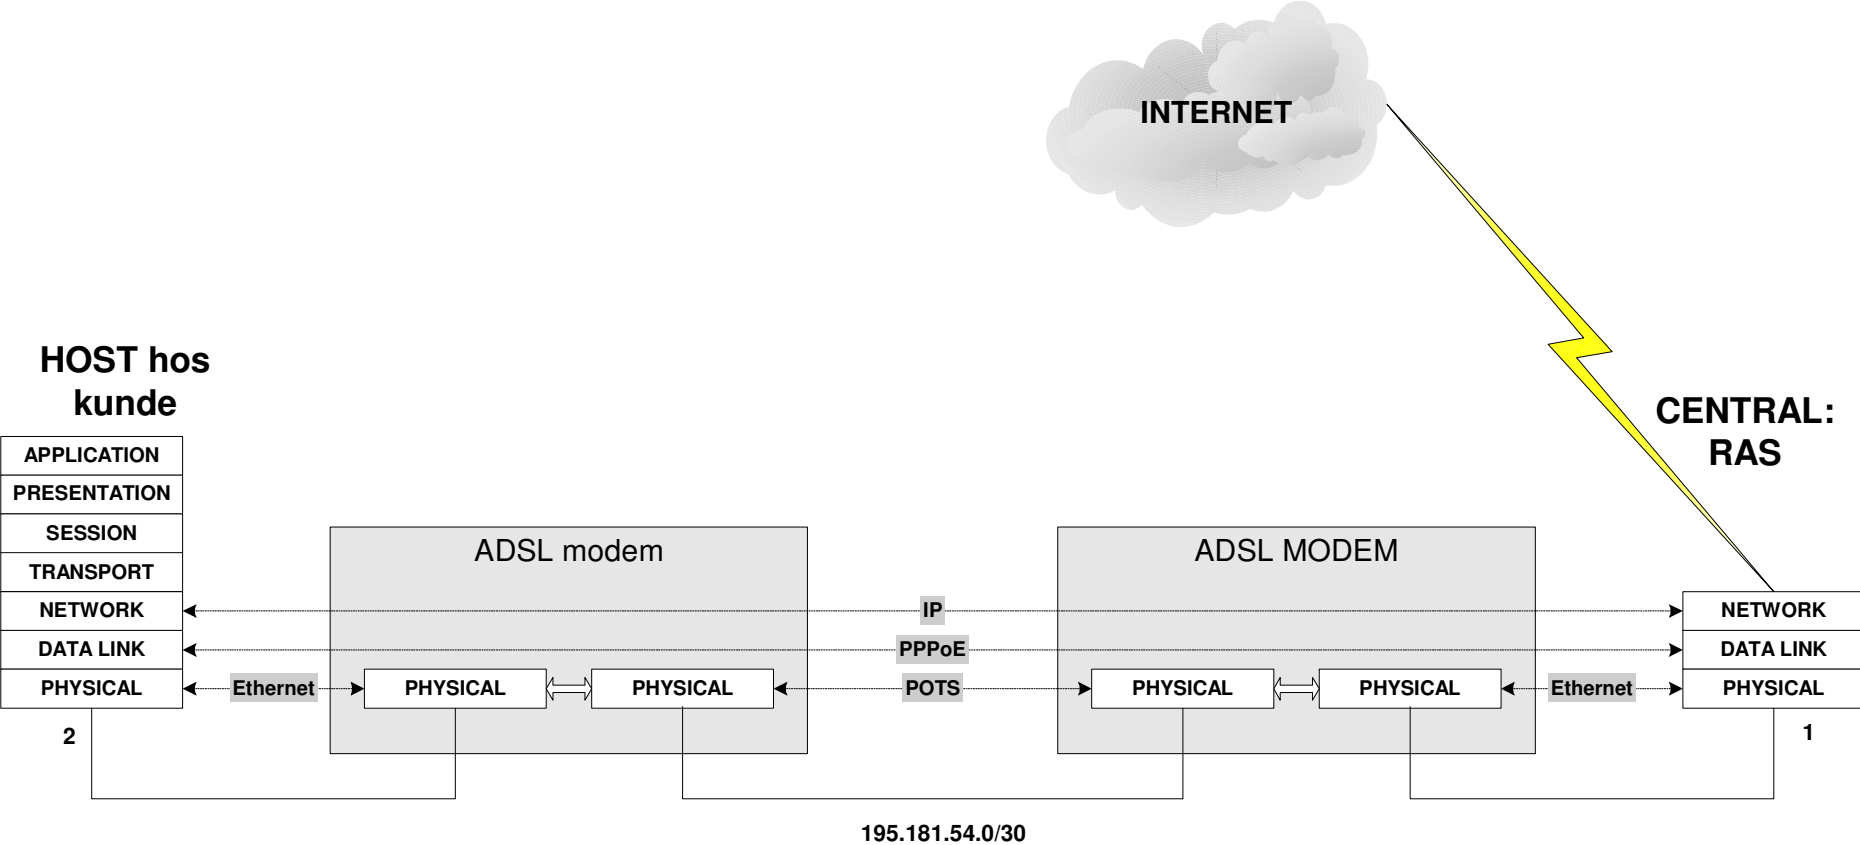 INTERNET
HOST hos
kunde
CENTRAL:
RAS
APPLICATION
PRESENTATION
SESSION
TRANSPORT
NETWORK
DATA LINK
PHYSICAL
2
ADSL modem
PHYSICAL
PHYSICAL
Ethernet
IP
PPPoE
POTS
ADSL MODEM
PHYSICAL
PHYSICAL
Ethernet
NETWORK
DATA LINK
PHYSICAL
1
195.181.54.0/30